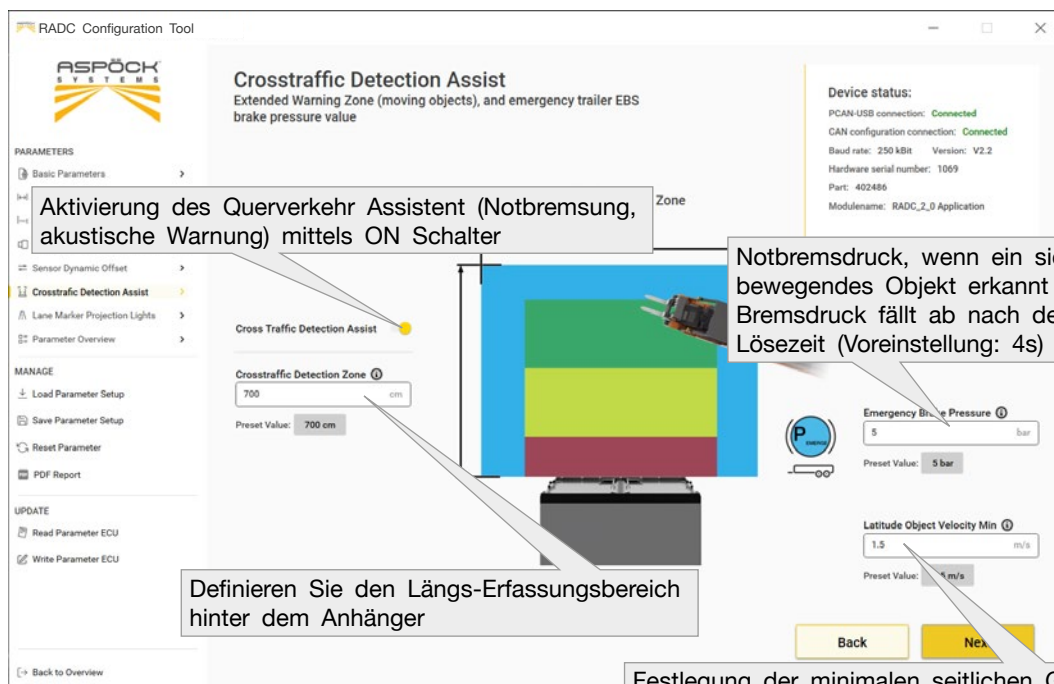 RADC Configuration Tool
ASPÖCK
SYSTEMS
PARAMETERS
Basic Parameters
Sensor Dynamic Offset
Crosstrafic Detection Assist
Lane Marker Projection Lights
Parameter Overview
MANAGE
Load Parameter Setup
Save Parameter Setup
Reset Parameter
PDF Report
UPDATE
Read Parameter ECU
Write Parameter ECU
Back to Overview
Crosstraffic Detection Assist
Extended Warning Zone (moving objects), and emergency trailer EBS
brake pressure value
Device status:
PCAN-USB connection: Connected
CAN configuration connection: Connected
Baud rate: 250 kBit Version: V2.2
Hardware serial number: 1069
Part: 402486
Modulename: RADC_2_0 Application
Zone
Aktivierung des Querverkehr Assistent (Notbremsung,
akustische Warnung) mittels ON Schalter
Notbremsdruck, wenn ein
bewegendes Objekt erkannt
Bremsdruck fällt ab nach
Lösezeit (Voreinstellung: 4s)
Cross Traffic Detection Assist
Crosstraffic Detection Zone
700 cm
Preset Value: 700 cm
P
EMERGE
Emergency Brake Pressure
5 bar
Preset Value: 5 bar
Latitude Object Velocity Min
1.5 m/s
Preset Value: m/s
Definieren Sie den Längs-Erfassungsbereich
hinter dem Anhänger
Back
Festlegung der minimalen seitlichen